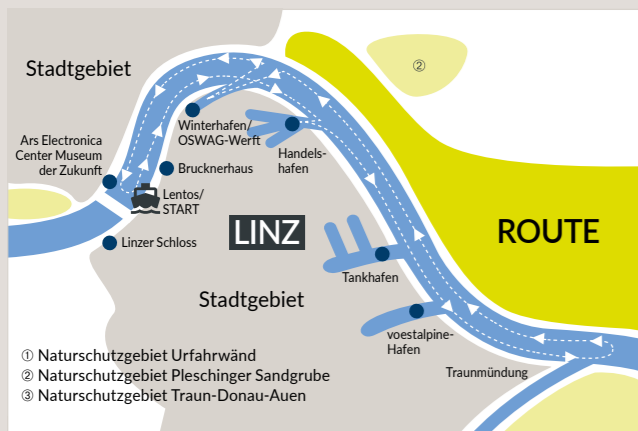 Stadtgebiet
②
Winterhafen/
OSWAG-Werft
Handels-
hafen
Ars Electronica
Center Museum
der Zukunft
Brucknerhaus
Lentos/
START
LINZ
ROUTE
Linzer Schloss
Tankhafen
Stadtgebiet
voestalpine-
Hafen
Traunmündung
① Naturschutzgebiet Urfahrwänd
② Naturschutzgebiet Pleschinger Sandgrube
③ Naturschutzgebiet Traun-Donau-Auen